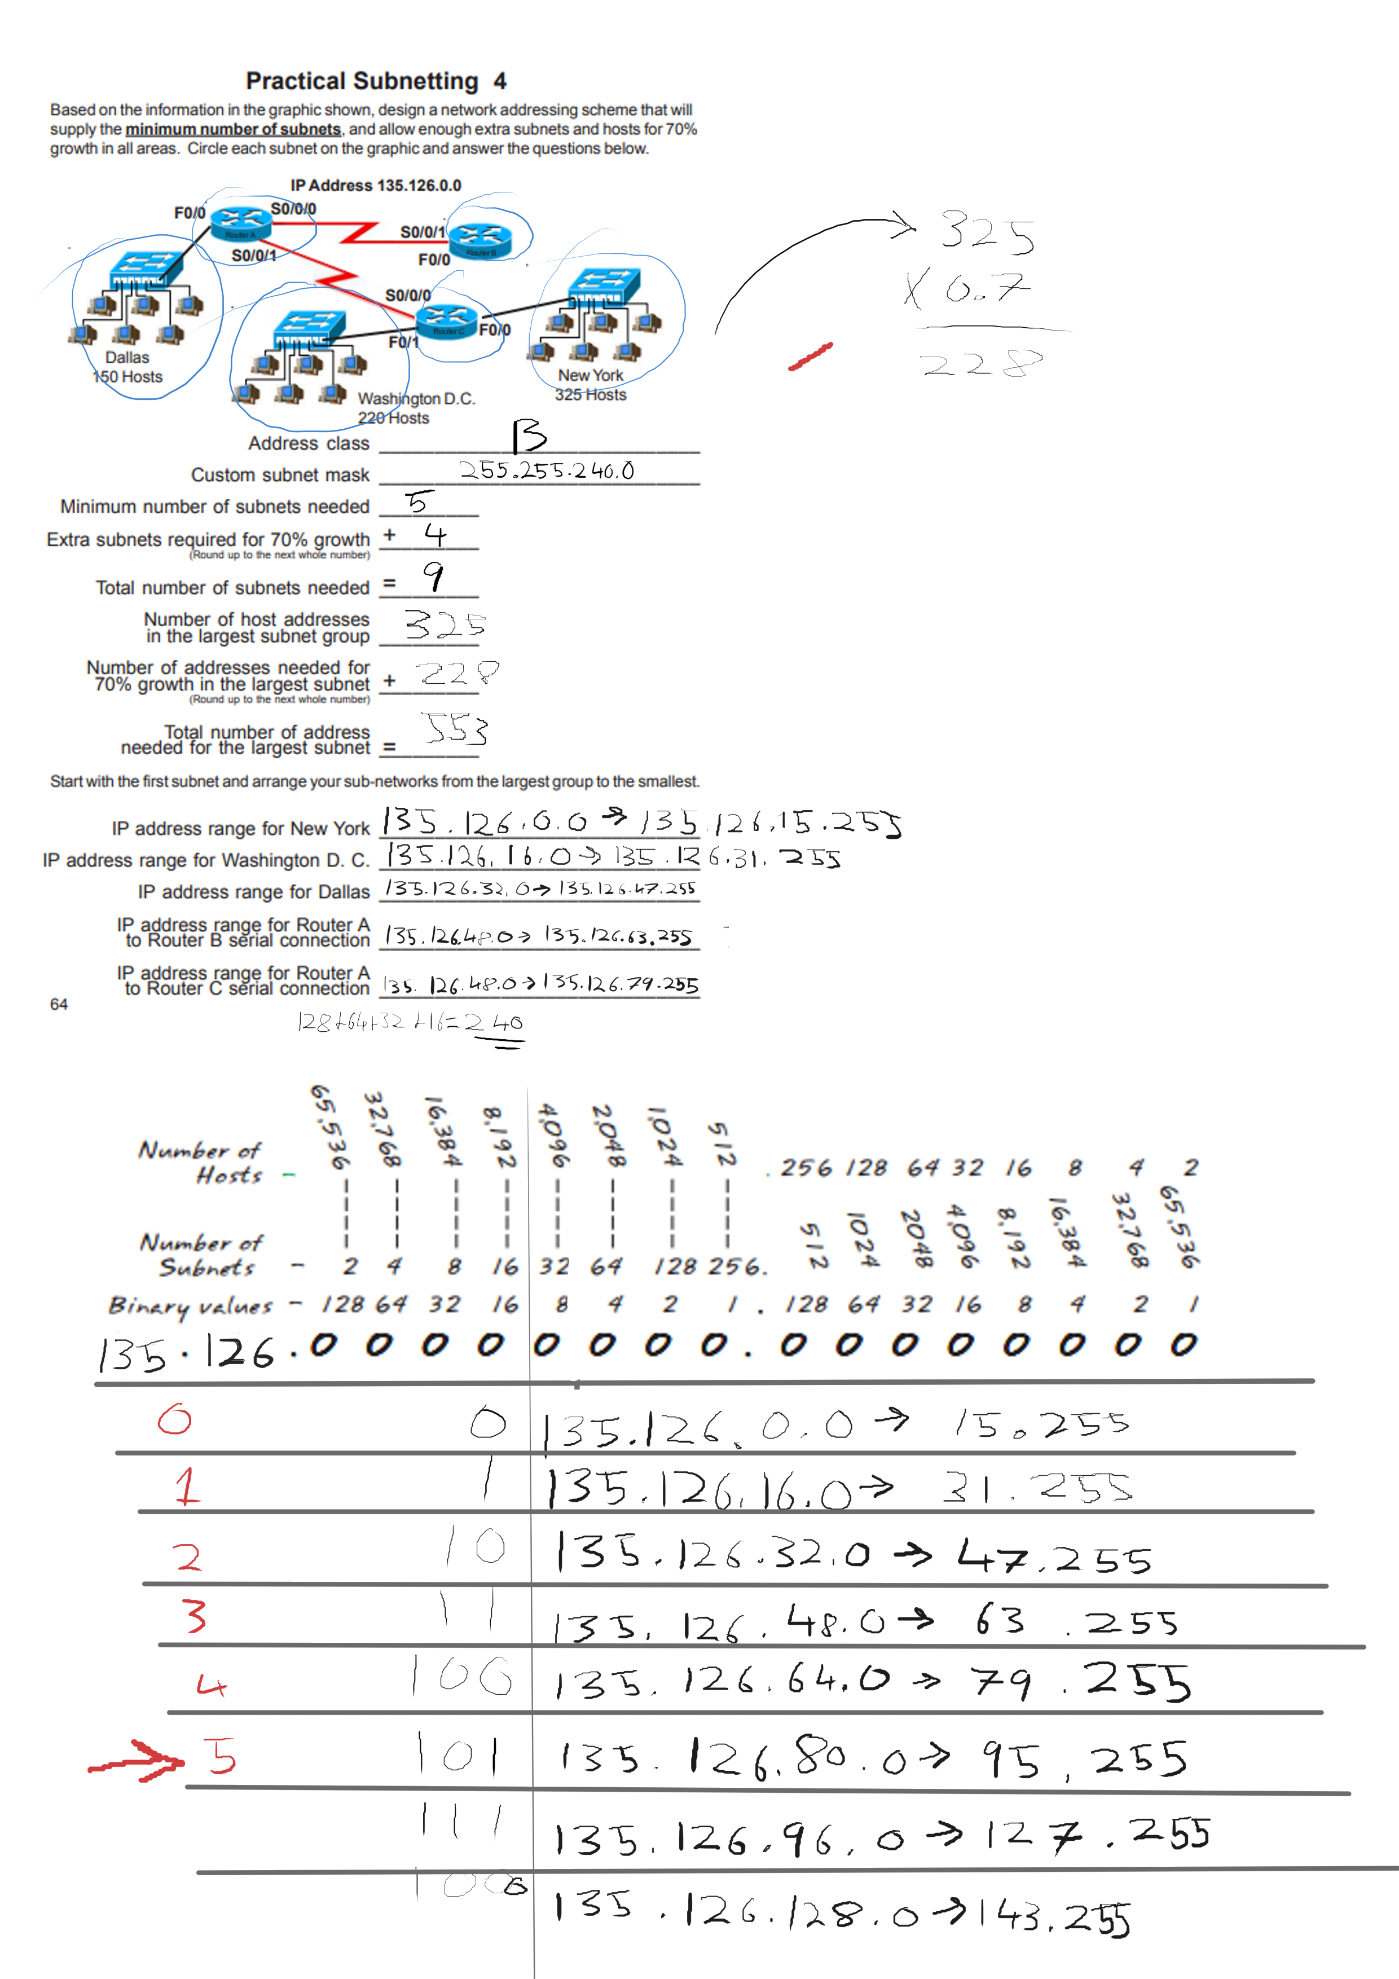 Practical Subnetting 4
Based on the information in the graphic shown, design a network addressing scheme that will
supply the minimum number of subnets, and allow enough extra subnets and hosts for 70%
growth in all areas. Circle each subnet on the graphic and answer the questions below.
IP Address 135.126.0.0
F0/0 S0/0/0
Router A
S0/0/1
S0/0/1
Router B
F0/0
S0/0/0
Router C
F0/1
F0/0
Dallas
150 Hosts
Washington D.C.
220 Hosts
New York
325 Hosts
325
X 0.7
228
Address class B
Custom subnet mask 255.255.240.0
Minimum number of subnets needed 5
Extra subnets required for 70% growth + 4
(Round up to the next whole number)
Total number of subnets needed = 9
Number of host addresses
in the largest subnet group 325
Number of addresses needed for
70% growth in the largest subnet + 228
(Round up to the next whole number)
Total number of address
needed for the largest subnet = 553
Start with the first subnet and arrange your sub-networks from the largest group to the smallest.
IP address range for New York 135.126.0.0 → 135.126.15.255
IP address range for Washington D. C. 135.126.16.0 → 135.126.31.255
IP address range for Dallas 135.126.32.0 → 135.126.47.255
IP address range for Router A
to Router B serial connection 135.126.48.0 → 135.126.63.255
IP address range for Router A
to Router C serial connection 135.126.48.0 → 135.126.79.255
64
128+64+32+16=240
Number of Hosts - 65,536 32,768 16,384 8,192 4,096 2,048 1,024 512 . 256 128 64 32 16 8 4 2
Number of Subnets - 2 4 8 16 32 64 128 256. 512 1024 2048 4,096 8,192 16,384 32,768 65,536
Binary values - 128 64 32 16 8 4 2 1 . 128 64 32 16 8 4 2 1
135.126.0 0 0 0 0 0 0 0 . 0 0 0 0 0 0 0 0
0 0 135.126.0.0 → 15.255
1 1 135.126.16.0 → 31.255
2 10 135.126.32.0 → 47.255
3 11 135.126.48.0 → 63.255
4 100 135.126.64.0 → 79.255
→ 5 101 135.126.80.0 → 95.255
111 135.126.96.0 → 127.255
1000 135.126.128.0 → 143.255